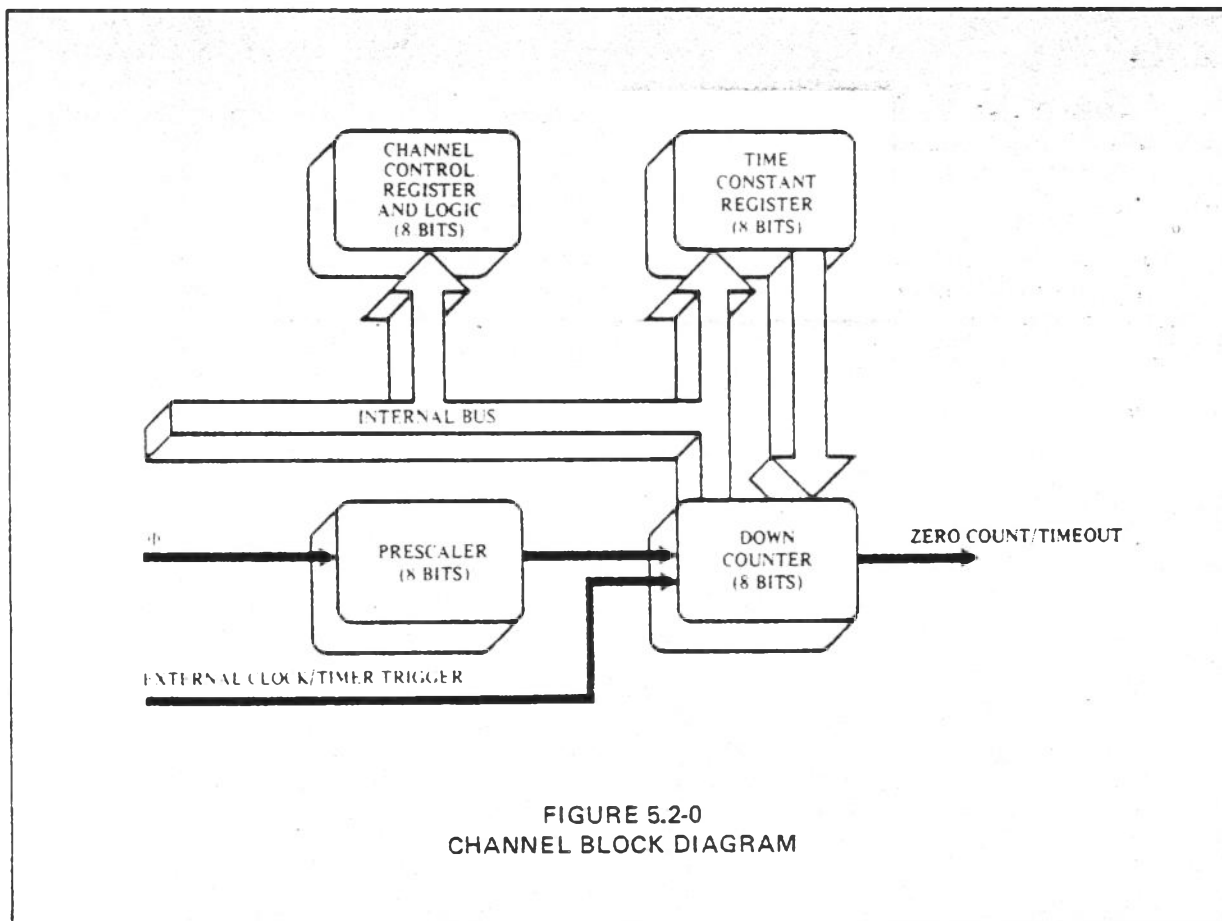 CHANNEL
CONTROL
REGISTER
AND LOGIC
(8 BITS)
TIME
CONSTANT
REGISTER
(8 BITS)
INTERNAL BUS
Φ
PRESCALER
(8 BITS)
DOWN
COUNTER
(8 BITS)
ZERO COUNT/TIMEOUT
EXTERNAL CLOCK/TIMER TRIGGER
FIGURE 5.2-0
CHANNEL BLOCK DIAGRAM